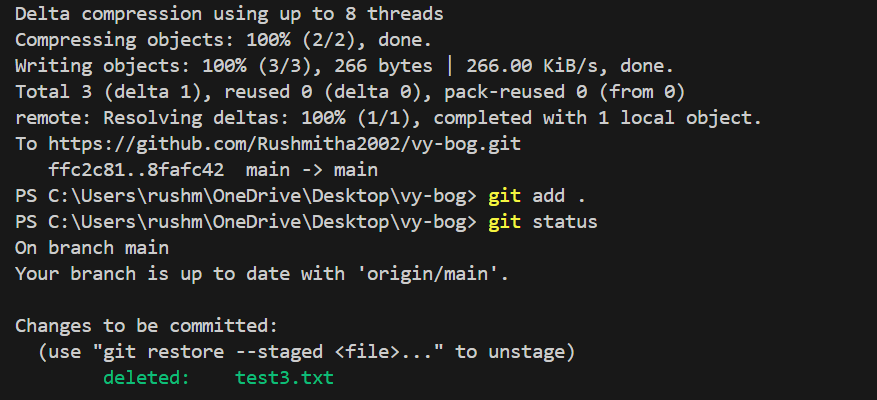 Delta compression using up to 8 threads
Compressing objects: 100% (2/2), done.
Writing objects: 100% (3/3), 266 bytes | 266.00 KiB/s, done.
Total 3 (delta 1), reused 0 (delta 0), pack-reused 0 (from 0)
remote: Resolving deltas: 100% (1/1), completed with 1 local object.
To https://github.com/Rushmitha2002/vy-bog.git
   ffc2c81..8fafc42  main -> main
PS C:\Users\rushm\OneDrive\Desktop\vy-bog> git add .
PS C:\Users\rushm\OneDrive\Desktop\vy-bog> git status
On branch main
Your branch is up to date with 'origin/main'.

Changes to be committed:
  (use "git restore --staged <file>..." to unstage)
        deleted:    test3.txt